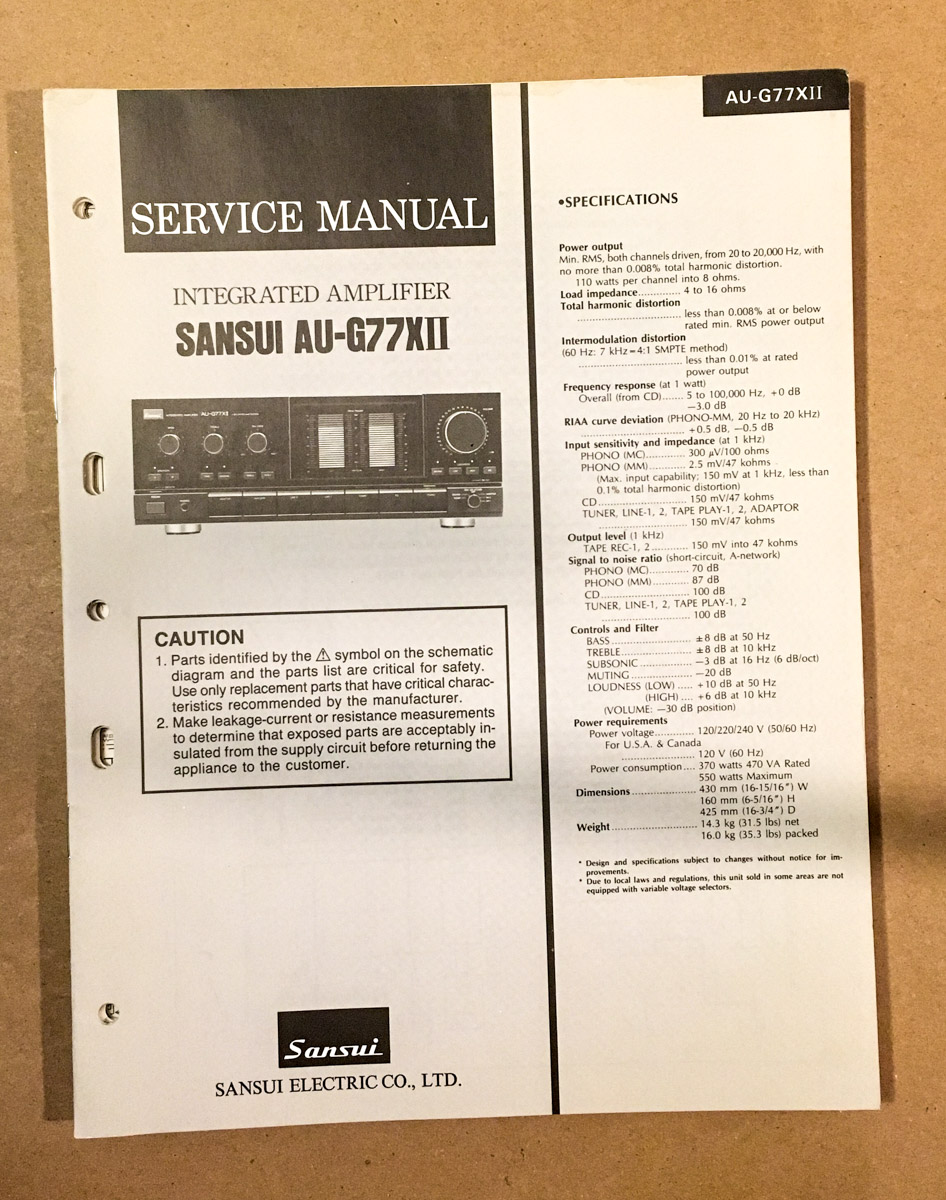 AU-G77XII
SERVICE MANUAL
INTEGRATED AMPLIFIER
SANSUI AU-G77XII
Sansui
AU-G77XII
CAUTION
1. Parts identified by the ⚠ symbol on the schematic
diagram and the parts list are critical for safety.
Use only replacement parts that have critical charac-
teristics recommended by the manufacturer.
2. Make leakage-current or resistance measurements
to determine that exposed parts are acceptably in-
sulated from the supply circuit before returning the
appliance to the customer.
Sansui
SANSUI ELECTRIC CO., LTD.
•SPECIFICATIONS
Power output
Min. RMS, both channels driven, from 20 to 20,000 Hz, with
no more than 0.008% total harmonic distortion.
110 watts per channel into 8 ohms.
Load impedance.............. 4 to 16 ohms
Total harmonic distortion
................................ less than 0.008% at or below
rated min. RMS power output
Intermodulation distortion
(60 Hz: 7 kHz=4:1 SMPTE method)
................................ less than 0.01% at rated
power output
Frequency response (at 1 watt)
Overall (from CD)....... 5 to 100,000 Hz, +0 dB
−3.0 dB
RIAA curve deviation (PHONO-MM, 20 Hz to 20 kHz)
................................ +0.5 dB, −0.5 dB
Input sensitivity and impedance (at 1 kHz)
PHONO (MC)............. 300 μV/100 ohms
PHONO (MM)............ 2.5 mV/47 kohms
(Max. input capability; 150 mV at 1 kHz, less than
0.1% total harmonic distortion)
CD............................. 150 mV/47 kohms
TUNER, LINE-1, 2, TAPE PLAY-1, 2, ADAPTOR
............................ 150 mV/47 kohms
Output level (1 kHz)
TAPE REC-1, 2............ 150 mV into 47 kohms
Signal to noise ratio (short-circuit, A-network)
PHONO (MC)............. 70 dB
PHONO (MM)............ 87 dB
CD............................. 100 dB
TUNER, LINE-1, 2, TAPE PLAY-1, 2
............................ 100 dB
Controls and Filter
BASS.......................... ±8 dB at 50 Hz
TREBLE...................... ±8 dB at 10 kHz
SUBSONIC................. −3 dB at 16 Hz (6 dB/oct)
MUTING.................... −20 dB
LOUDNESS (LOW)..... +10 dB at 50 Hz
(HIGH).... +6 dB at 10 kHz
(VOLUME: −30 dB position)
Power requirements
Power voltage............. 120/220/240 V (50/60 Hz)
For U.S.A. & Canada
........................ 120 V (60 Hz)
Power consumption.... 370 watts 470 VA Rated
550 watts Maximum
Dimensions..................... 430 mm (16-15/16″) W
160 mm (6-5/16″) H
425 mm (16-3/4″) D
Weight............................ 14.3 kg (31.5 lbs) net
16.0 kg (35.3 lbs) packed
* Design and specifications subject to changes without notice for im-
provements.
* Due to local laws and regulations, this unit sold in some areas are not
equipped with variable voltage selectors.